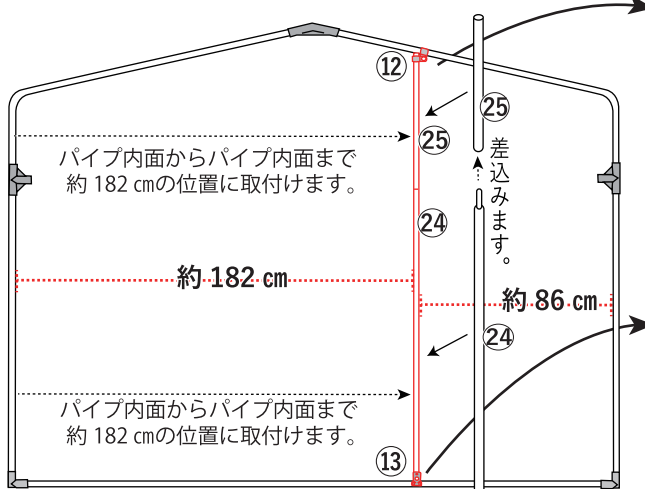 ⑫
㉕
㉕
パイプ内面からパイプ内面まで
約 182 ㎝の位置に取付けます。
差込みます。
㉔
約 182 ㎝
約 86 ㎝
㉔
パイプ内面からパイプ内面まで
約 182 ㎝の位置に取付けます。
⑬